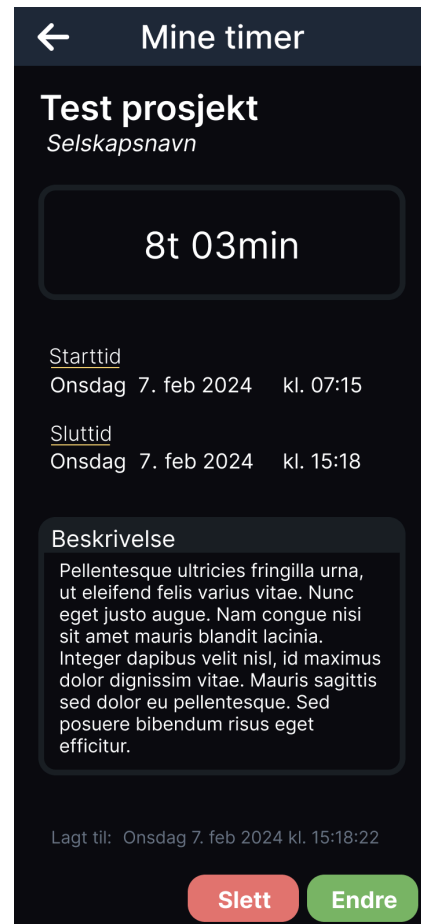 Mine timer
Test prosjekt
Selskapsnavn
8t 03min
Starttid
Onsdag 7. feb 2024 kl. 07:15
Sluttid
Onsdag 7. feb 2024 kl. 15:18
Beskrivelse
Pellentesque ultricies fringilla urna,
ut eleifend felis varius vitae. Nunc
eget justo augue. Nam congue nisi
sit amet mauris blandit lacinia.
Integer dapibus velit nisl, id maximus
dolor dignissim vitae. Mauris sagittis
sed dolor eu pellentesque. Sed
posuere bibendum risus eget
efficitur.
Lagt til: Onsdag 7. feb 2024 kl. 15:18:22
Slett Endre